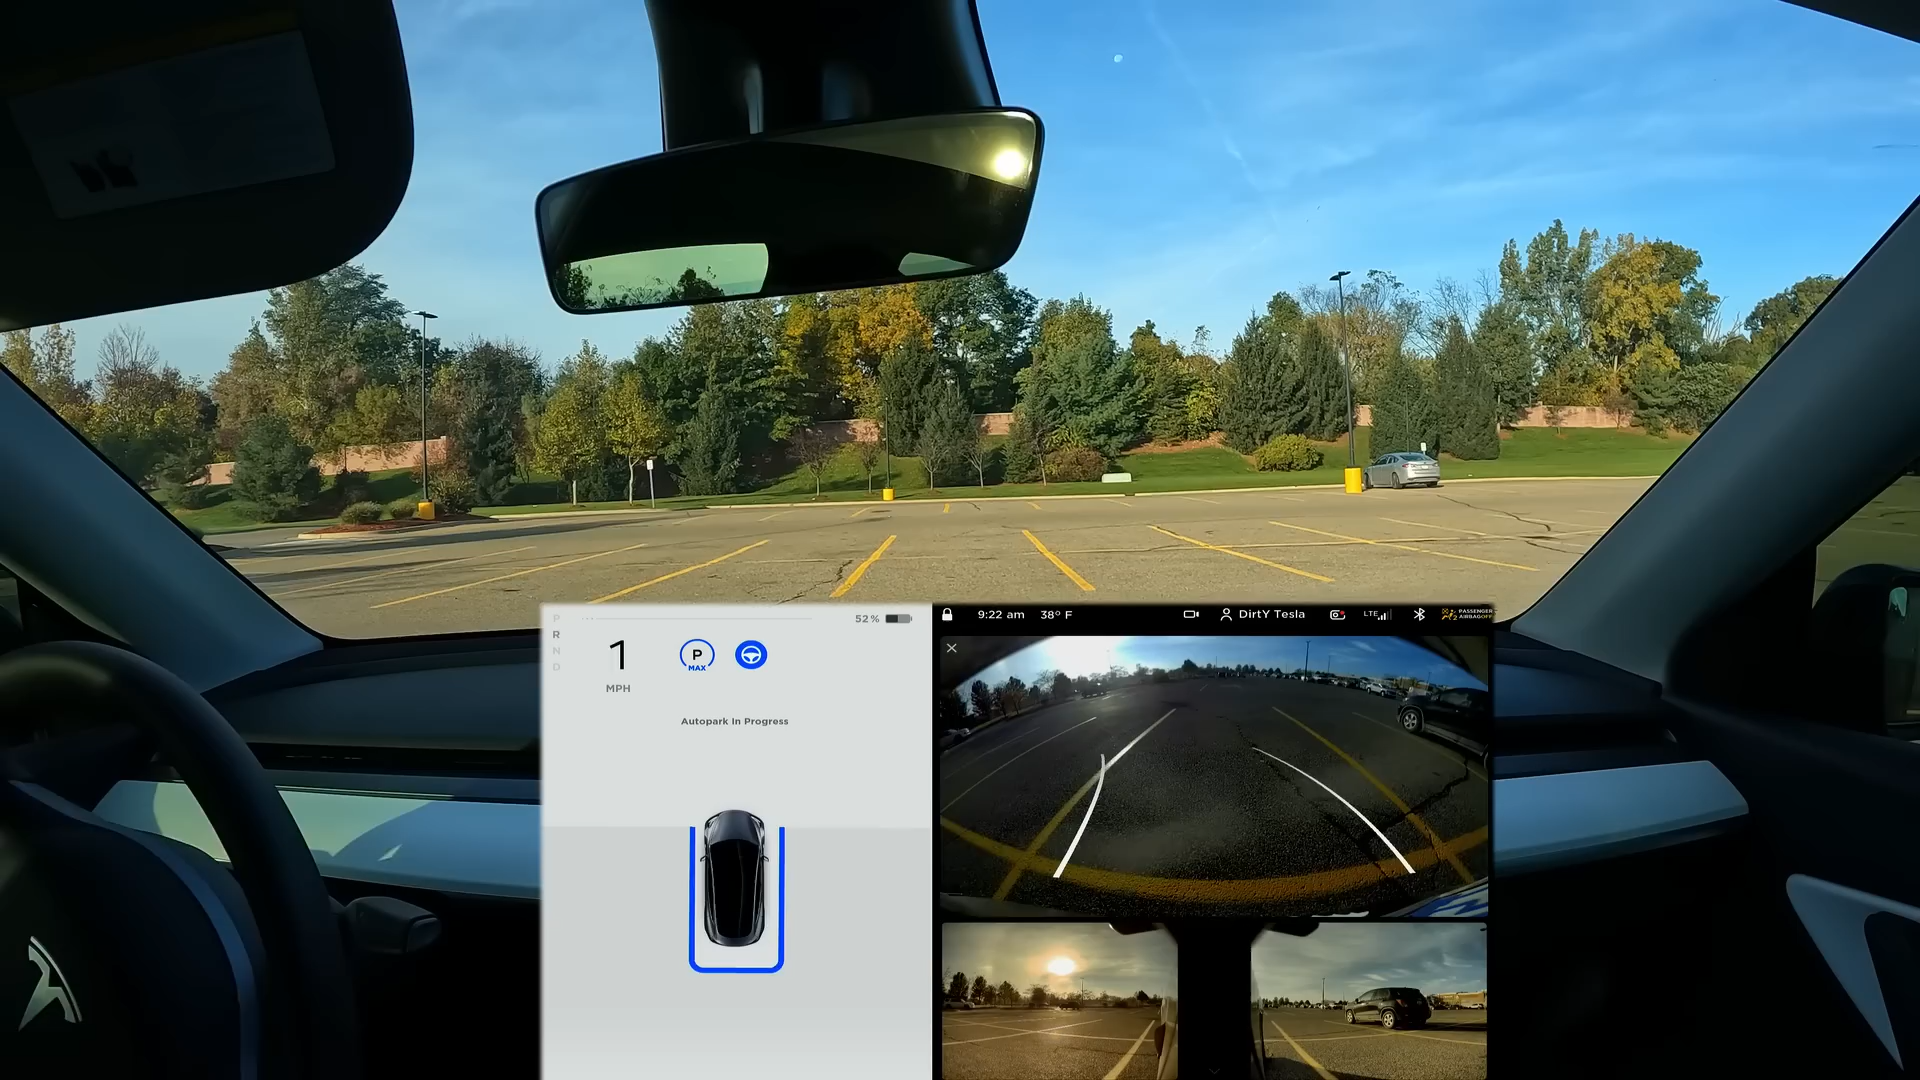 P
R
N
D
52%
1
MPH
P
MAX
Autopark In Progress
9:22 am 38° F
DirtY Tesla
LTE
PASSENGER
AIRBAG OFF